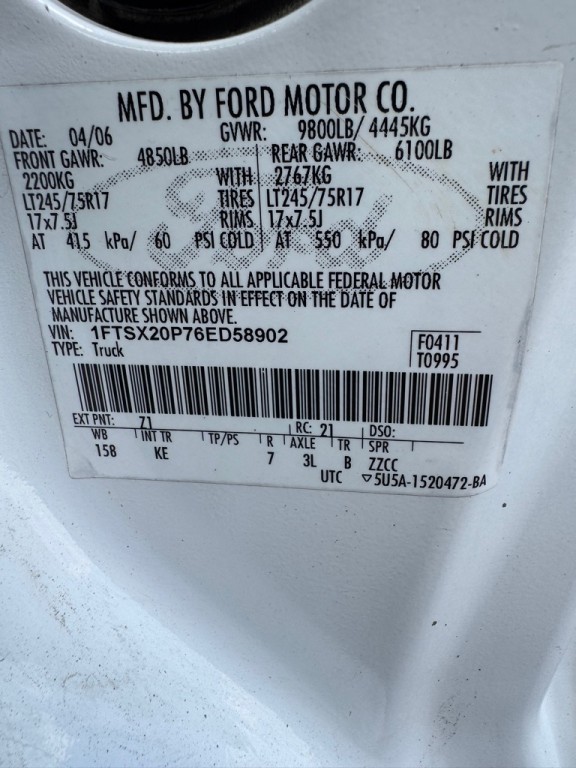 MFD. BY FORD MOTOR CO.
DATE: 04/06 GVWR: 9800LB/ 4445KG
FRONT GAWR: 4850LB REAR GAWR: 6100LB
2200KG WITH 2767KG WITH
LT245/75R17 TIRES LT245/75R17 TIRES
17x7.5J RIMS 17x7.5J RIMS
AT 415 kPa/ 60 PSI COLD AT 550 kPa/ 80 PSI COLD
THIS VEHICLE CONFORMS TO ALL APPLICABLE FEDERAL MOTOR
VEHICLE SAFETY STANDARDS IN EFFECT ON THE DATE OF
MANUFACTURE SHOWN ABOVE.
VIN: 1FTSX20P76ED58902 F0411
TYPE: Truck T0995
EXT PNT: 71 RC: 21 DSO:
WB INT TR TP/PS R AXLE TR SPR
158 KE 7 3L B ZZCC
UTC ▽5U5A-1520472-BA
Ford